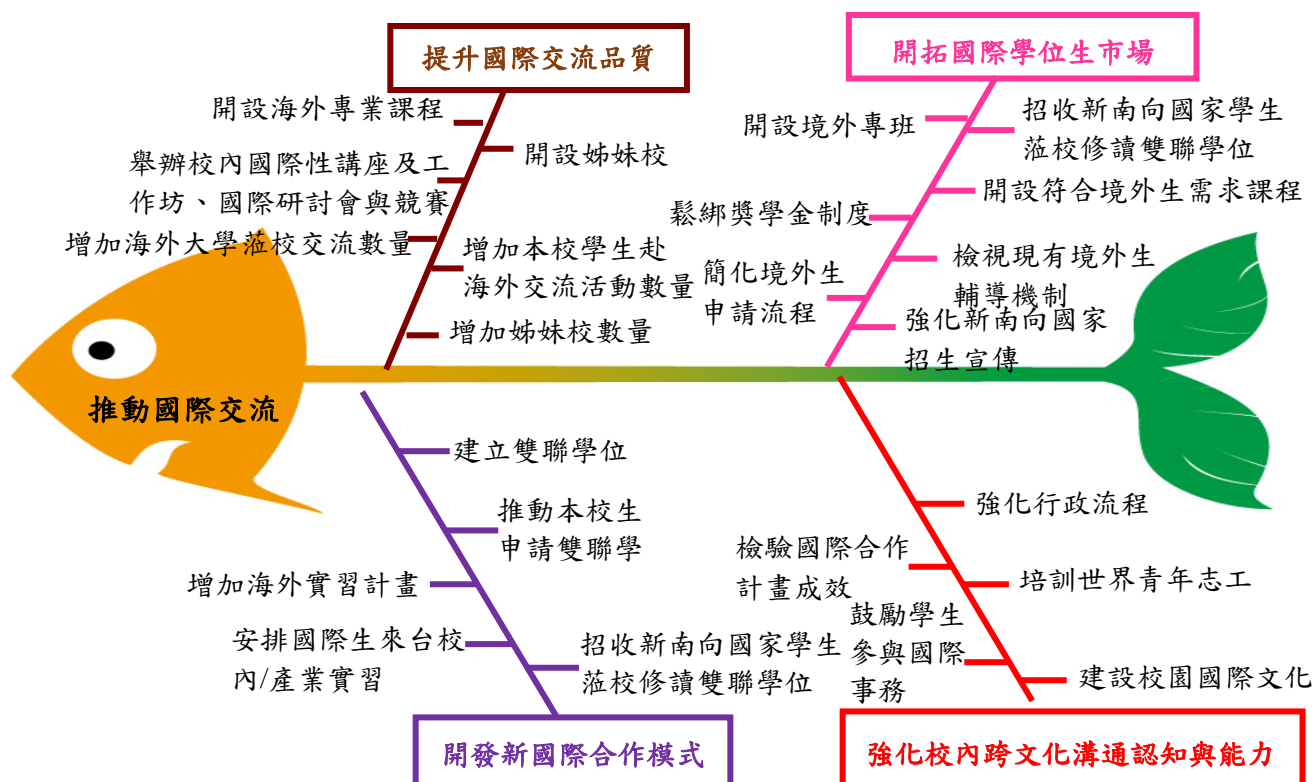 提升國際交流品質
開設海外專業課程
開設姊妹校
舉辦校內國際性講座及工
作坊、國際研討會與競賽
增加海外大學蒞校交流數量
增加本校學生赴
海外交流活動數量
增加姊妹校數量
開拓國際學位生市場
開設境外專班
招收新南向國家學生
蒞校修讀雙聯學位
開設符合境外生需求課程
鬆綁獎學金制度
檢視現有境外生
輔導機制
簡化境外生
申請流程
強化新南向國家
招生宣傳
推動國際交流
建立雙聯學位
推動本校生
申請雙聯學
增加海外實習計畫
安排國際生來台校
內/產業實習
招收新南向國家學生
蒞校修讀雙聯學位
開發新國際合作模式
強化行政流程
檢驗國際合作
計畫成效
培訓世界青年志工
鼓勵學生
參與國際
事務
建設校園國際文化
強化校內跨文化溝通認知與能力